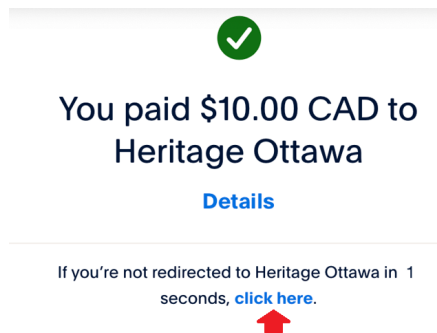 You paid $10.00 CAD to
Heritage Ottawa
Details
If you're not redirected to Heritage Ottawa in 1
seconds, click here.